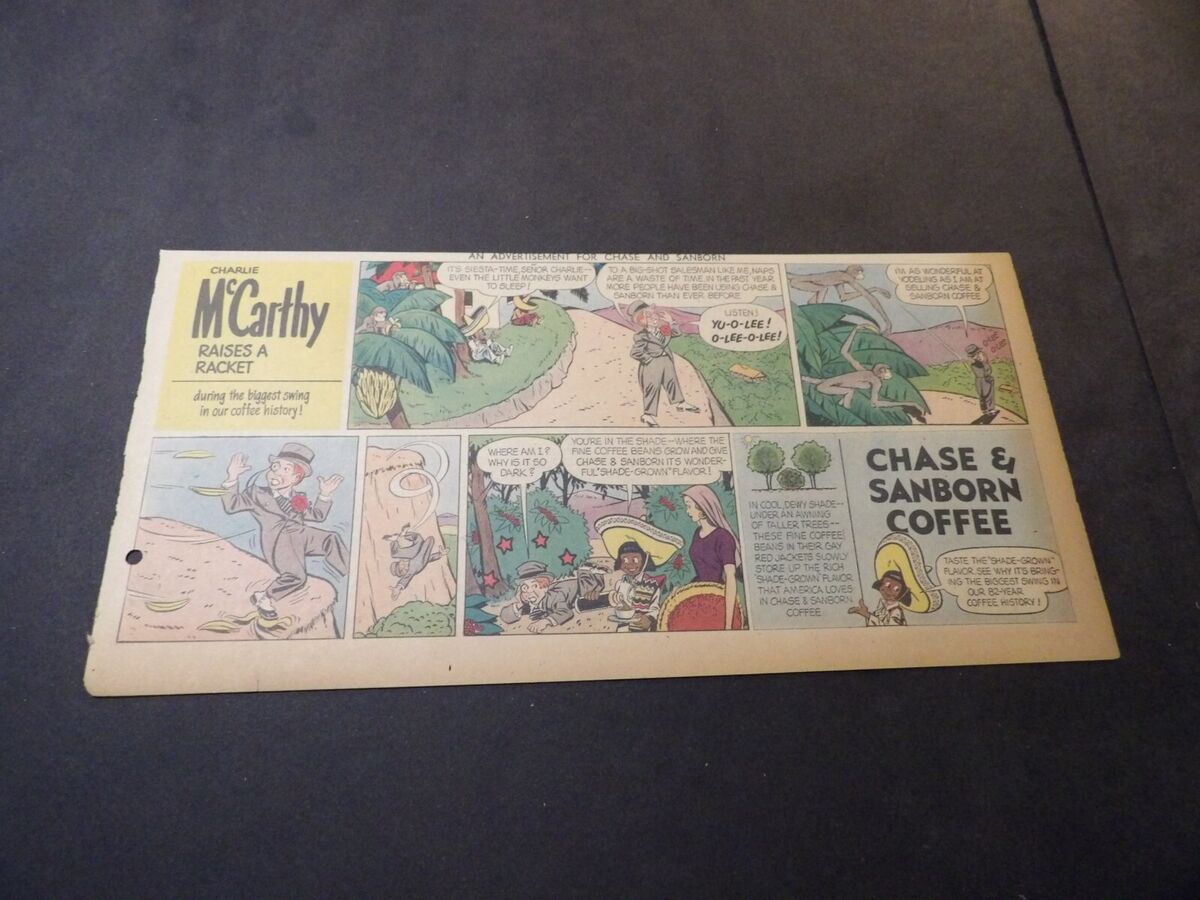 AN ADVERTISEMENT FOR CHASE AND SANBORN
CHARLIE
McCarthy
RAISES A
RACKET
during the biggest swing
in our coffee history!
IT'S SIESTA-TIME, SEÑOR CHARLIE--
EVEN THE LITTLE MONKEYS WANT
TO SLEEP!
TO A BIG-SHOT SALESMAN LIKE ME, NAPS
ARE A WASTE OF TIME. IN THE PAST YEAR
MORE PEOPLE HAVE BEEN USING CHASE &
SANBORN THAN EVER BEFORE
LISTEN!
YU-O-LEE!
O-LEE-O-LEE!
I'M AS WONDERFUL AT
YODELING AS I AM AT
SELLING CHASE &
SANBORN COFFEE
WHERE AM I?
WHY IS IT SO
DARK?
YOU'RE IN THE SHADE--WHERE THE
FINE COFFEE BEANS GROW AND GIVE
CHASE & SANBORN ITS WONDER-
FUL "SHADE-GROWN" FLAVOR!
IN COOL, DEWY SHADE--
UNDER AN AWNING
OF TALLER TREES--
THESE FINE COFFEE
BEANS IN THEIR GAY
RED JACKETS SLOWLY
STORE UP THE RICH
"SHADE-GROWN" FLAVOR
THAT AMERICA LOVES
IN CHASE & SANBORN
COFFEE
CHASE &
SANBORN
COFFEE
TASTE THE "SHADE-GROWN"
FLAVOR. SEE WHY IT'S BRING-
ING THE BIGGEST SWING IN
OUR 82-YEAR
COFFEE HISTORY!